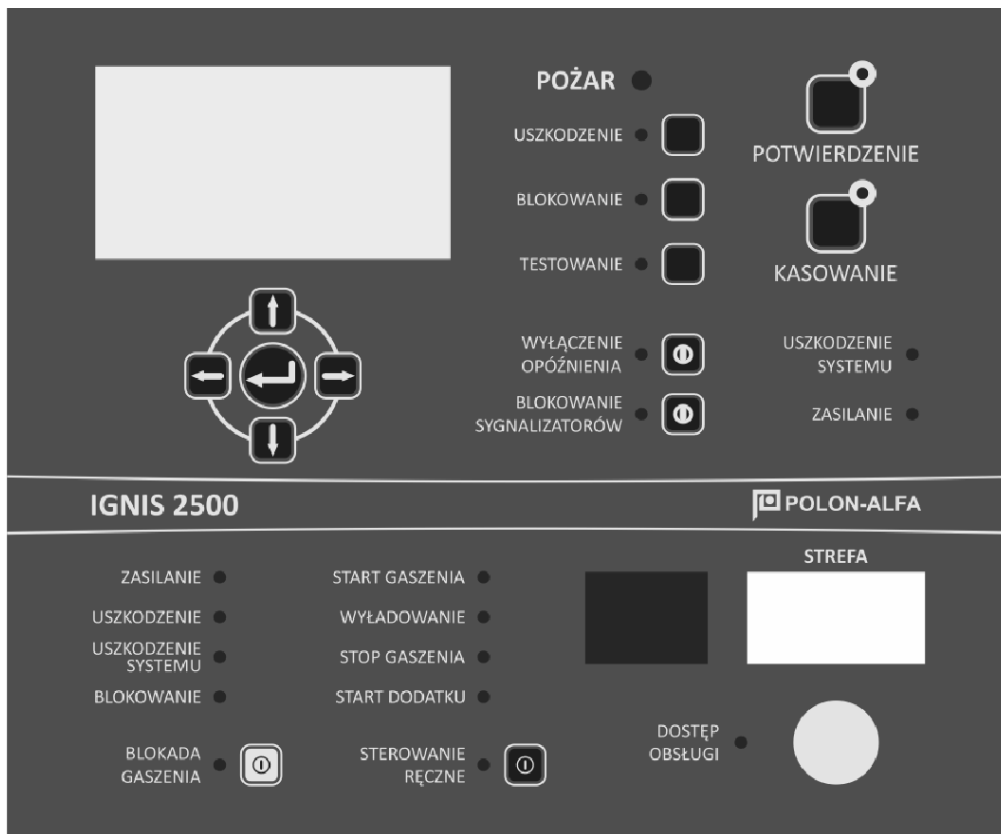 POŻAR
USZKODZENIE
BLOKOWANIE
TESTOWANIE
WYŁĄCZENIE
OPÓŹNIENIA
BLOKOWANIE
SYGNALIZATORÓW
POTWIERDZENIE
KASOWANIE
USZKODZENIE
SYSTEMU
ZASILANIE
IGNIS 2500
POLON-ALFA
ZASILANIE
USZKODZENIE
USZKODZENIE
SYSTEMU
BLOKOWANIE
BLOKADA
GASZENIA
START GASZENIA
WYŁADOWANIE
STOP GASZENIA
START DODATKU
STEROWANIE
RĘCZNE
STREFA
DOSTĘP
OBSŁUGI